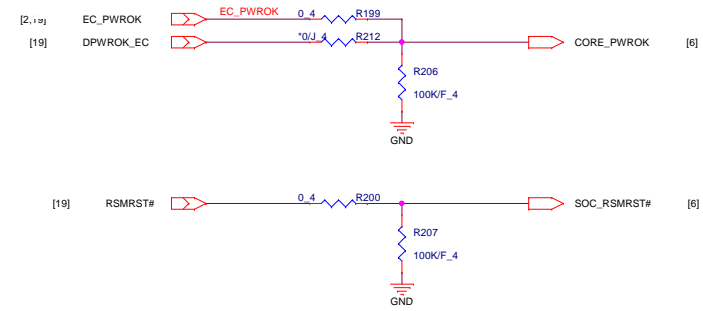 EC_PWROK 0_4 R199
[2,19] EC_PWROK
[19] DPWROK_EC *0/J_4 R212 CORE_PWROK [6]
R206
100K/F_4
GND
[19] RSMRST# 0_4 R200 SOC_RSMRST# [6]
R207
100K/F_4
GND